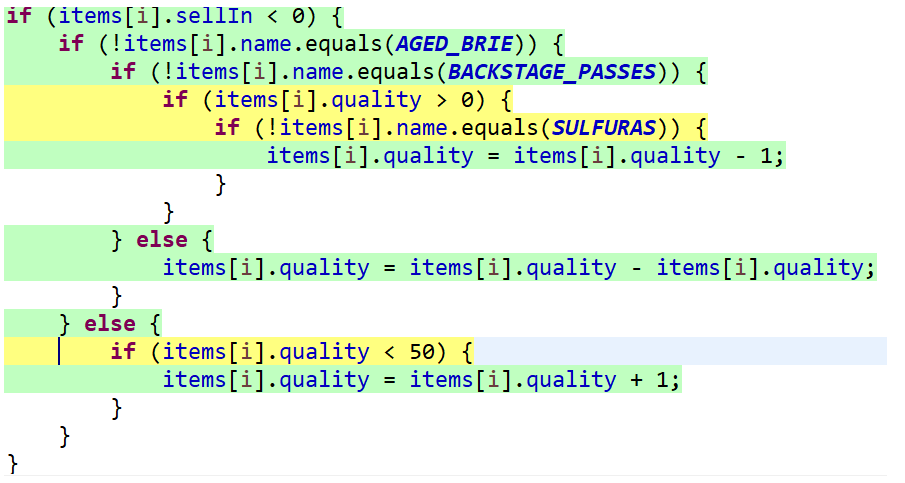 if (items[i].sellIn < 0) {
    if (!items[i].name.equals(AGED_BRIE)) {
        if (!items[i].name.equals(BACKSTAGE_PASSES)) {
            if (items[i].quality > 0) {
                if (!items[i].name.equals(SULFURAS)) {
                    items[i].quality = items[i].quality - 1;
                }
            }
        } else {
            items[i].quality = items[i].quality - items[i].quality;
        }
    } else {
        if (items[i].quality < 50) {
            items[i].quality = items[i].quality + 1;
        }
    }
}